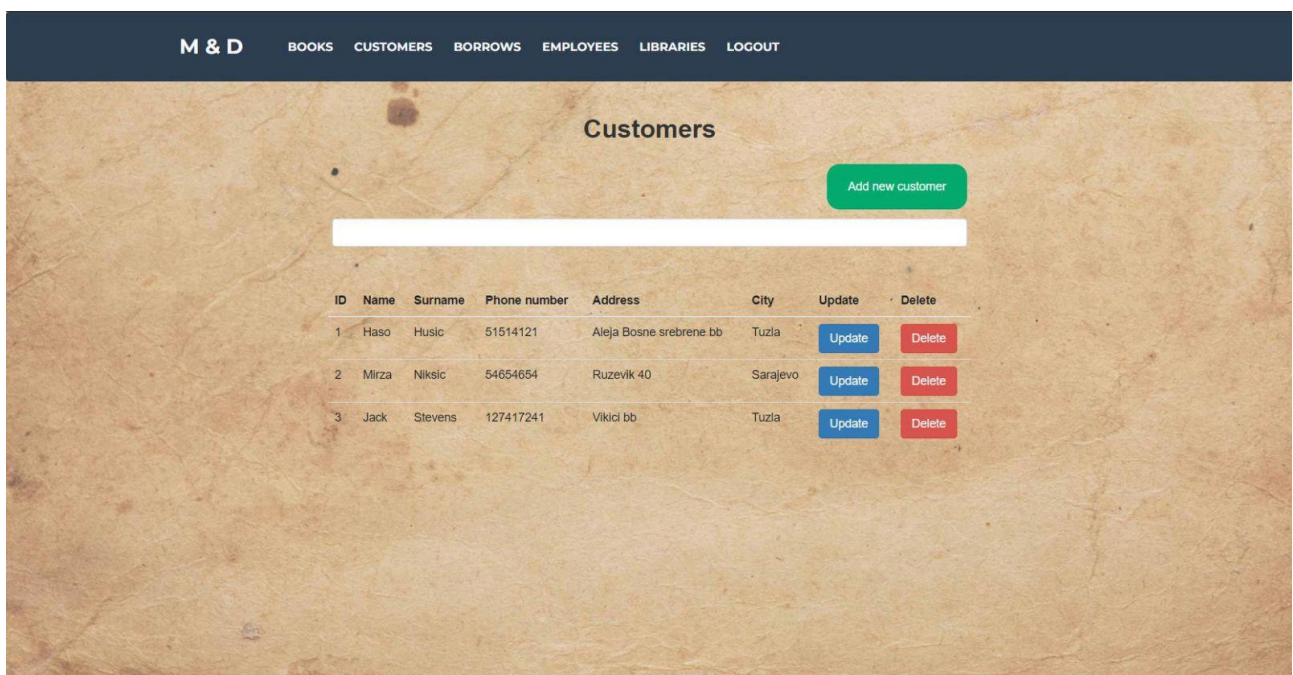 M & D BOOKS CUSTOMERS BORROWS EMPLOYEES LIBRARIES LOGOUT
Customers
Add new customer
ID Name Surname Phone number Address City Update Delete
1 Haso Husic 51514121 Aleja Bosne srebrene bb Tuzla Update Delete
2 Mirza Niksic 54654654 Ruzevik 40 Sarajevo Update Delete
3 Jack Stevens 127417241 Vikici bb Tuzla Update Delete